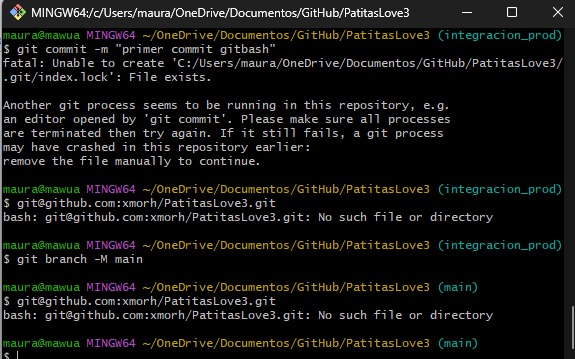 MINGW64:/c/Users/maura/OneDrive/Documentos/GitHub/PatitasLove3
maura@mawua MINGW64 ~/OneDrive/Documentos/GitHub/PatitasLove3 (integracion_prod)
$ git commit -m "primer commit gitbash"
fatal: Unable to create 'C:/Users/maura/OneDrive/Documentos/GitHub/PatitasLove3/
.git/index.lock': File exists.
Another git process seems to be running in this repository, e.g.
an editor opened by 'git commit'. Please make sure all processes
are terminated then try again. If it still fails, a git process
may have crashed in this repository earlier:
remove the file manually to continue.
maura@mawua MINGW64 ~/OneDrive/Documentos/GitHub/PatitasLove3 (integracion_prod)
$ git@github.com:xmorh/PatitasLove3.git
bash: git@github.com:xmorh/PatitasLove3.git: No such file or directory
maura@mawua MINGW64 ~/OneDrive/Documentos/GitHub/PatitasLove3 (integracion_prod)
$ git branch -M main
maura@mawua MINGW64 ~/OneDrive/Documentos/GitHub/PatitasLove3 (main)
$ git@github.com:xmorh/PatitasLove3.git
bash: git@github.com:xmorh/PatitasLove3.git: No such file or directory
maura@mawua MINGW64 ~/OneDrive/Documentos/GitHub/PatitasLove3 (main)
$